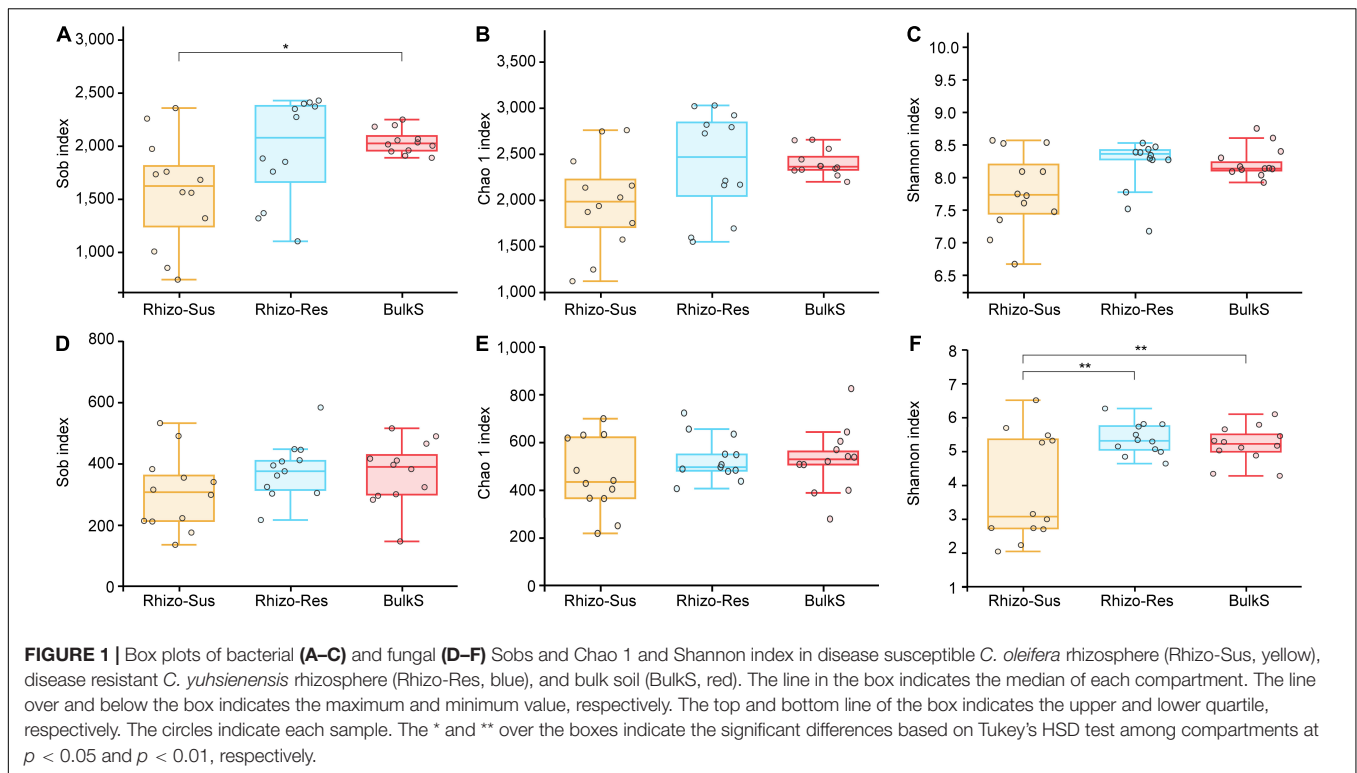 A
3,000
2,500
2,000
1,500
1,000
Sob index
*
Rhizo-Sus Rhizo-Res BulkS
B
3,500
3,000
2,500
2,000
1,500
1,000
Chao 1 index
Rhizo-Sus Rhizo-Res BulkS
C
10.0
9.5
9.0
8.5
8.0
7.5
7.0
6.5
Shannon index
Rhizo-Sus Rhizo-Res BulkS
D
800
600
400
200
0
Sob index
Rhizo-Sus Rhizo-Res BulkS
E
1,000
800
600
400
200
0
Chao 1 index
Rhizo-Sus Rhizo-Res BulkS
F
8
7
6
5
4
3
2
1
Shannon index
**
**
Rhizo-Sus Rhizo-Res BulkS
FIGURE 1 | Box plots of bacterial (A–C) and fungal (D–F) Sobs and Chao 1 and Shannon index in disease susceptible C. oleifera rhizosphere (Rhizo-Sus, yellow),
disease resistant C. yuhsienensis rhizosphere (Rhizo-Res, blue), and bulk soil (BulkS, red). The line in the box indicates the median of each compartment. The line
over and below the box indicates the maximum and minimum value, respectively. The top and bottom line of the box indicates the upper and lower quartile,
respectively. The circles indicate each sample. The * and ** over the boxes indicate the significant differences based on Tukey's HSD test among compartments at
p < 0.05 and p < 0.01, respectively.